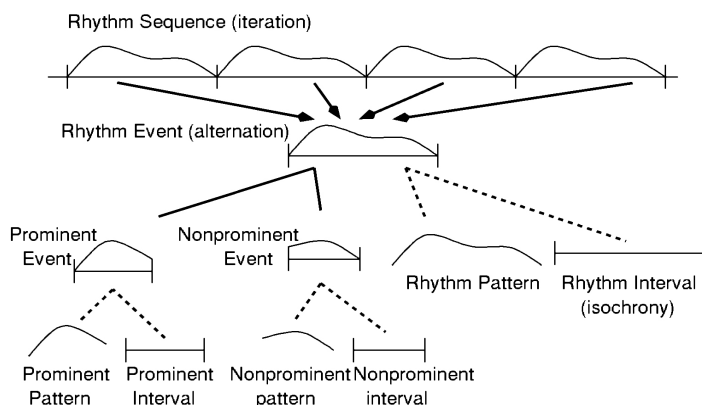 Rhythm Sequence (iteration)
Rhythm Event (alternation)
Prominent
Event
Nonprominent
Event
Rhythm Pattern
Rhythm Interval
(isochrony)
Prominent
Pattern
Prominent
Interval
Nonprominent
pattern
Nonprominent
interval